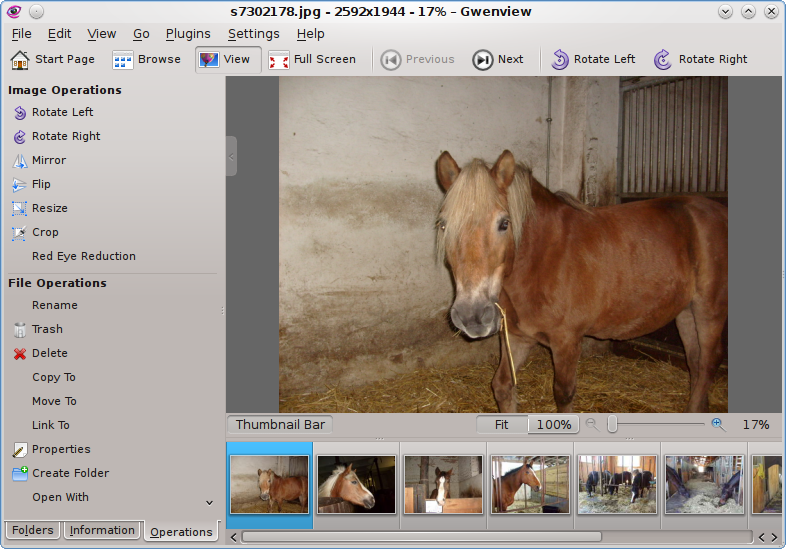 s7302178.jpg - 2592x1944 - 17% - Gwenview
File Edit View Go Plugins Settings Help
Start Page Browse View Full Screen Previous Next Rotate Left Rotate Right
Image Operations
Rotate Left
Rotate Right
Mirror
Flip
Resize
Crop
Red Eye Reduction
File Operations
Rename
Trash
Delete
Copy To
Move To
Link To
Properties
Create Folder
Open With
Folders Information Operations
Thumbnail Bar Fit 100% 17%